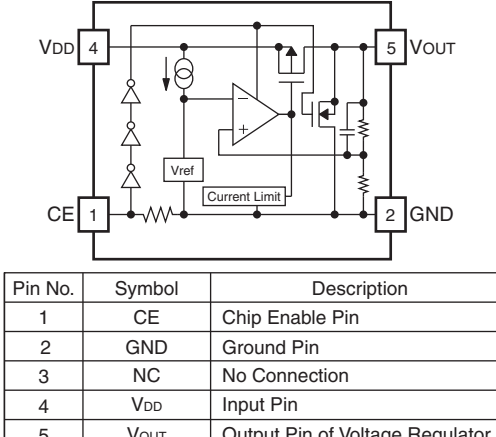 VDD 4
5 VOUT
−
+
Vref
Current Limit
CE 1
2 GND
Pin No. Symbol Description
1 CE Chip Enable Pin
2 GND Ground Pin
3 NC No Connection
4 VDD Input Pin
5 VOUT Output Pin of Voltage Regulator